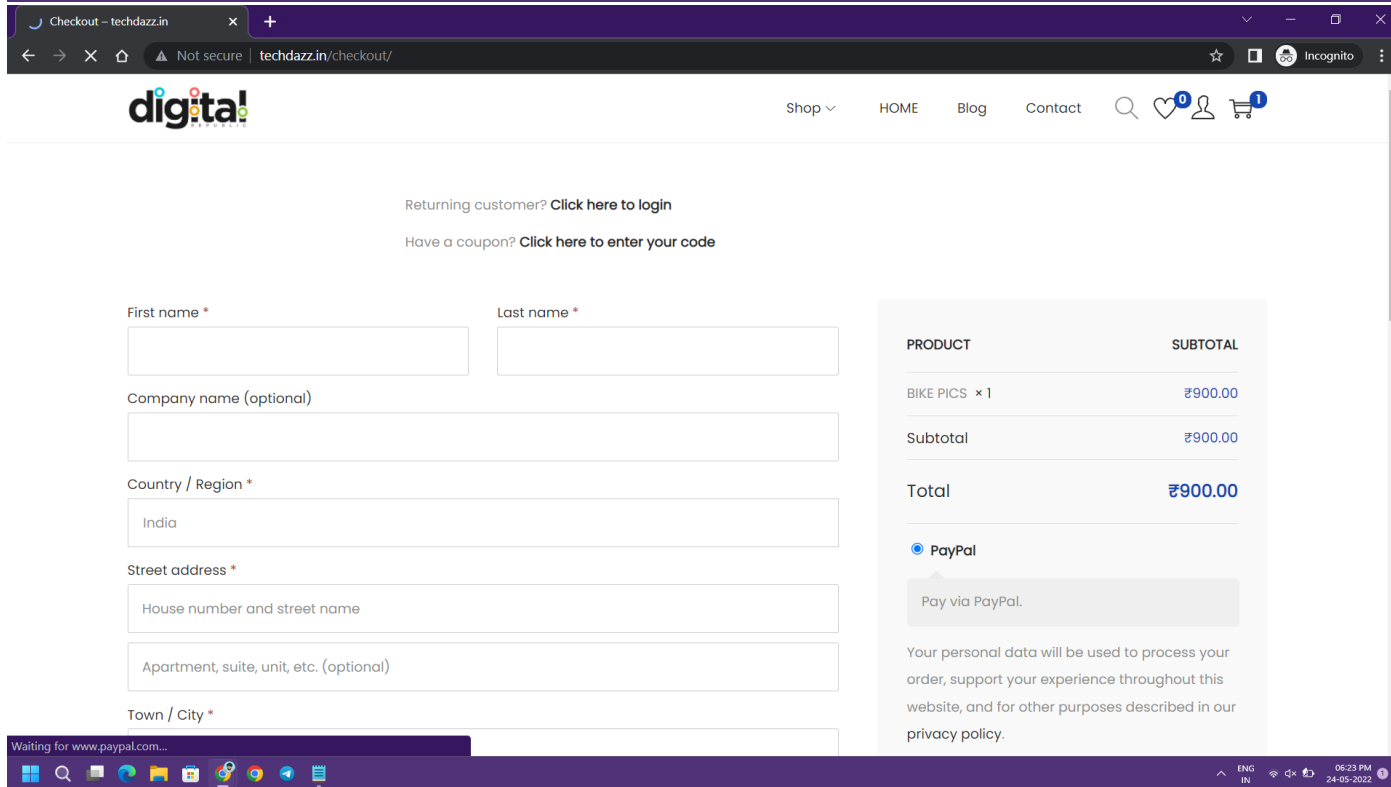 Checkout – techdazz.in
Not secure techdazz.in/checkout/
Incognito
digital
REPUBLIC
Shop HOME Blog Contact 0 1
Returning customer? Click here to login
Have a coupon? Click here to enter your code
First name * Last name *
Company name (optional)
Country / Region *
India
Street address *
House number and street name
Apartment, suite, unit, etc. (optional)
Town / City *
PRODUCT SUBTOTAL
BIKE PICS × 1 ₹900.00
Subtotal ₹900.00
Total ₹900.00
PayPal
Pay via PayPal.
Your personal data will be used to process your
order, support your experience throughout this
website, and for other purposes described in our
privacy policy.
Waiting for www.paypal.com...
ENG
IN
06:23 PM
24-05-2022
1